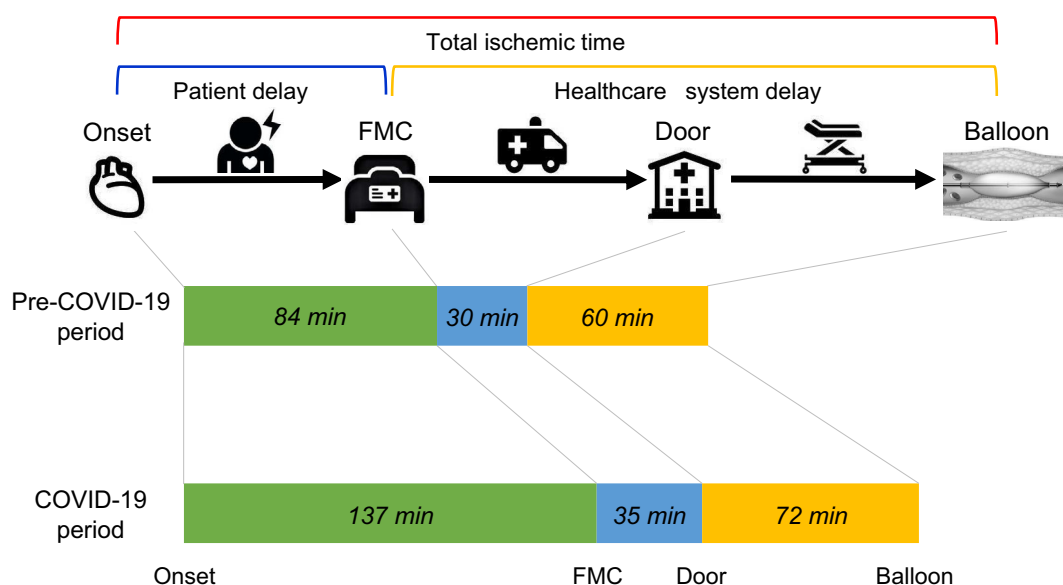 Total ischemic time
Patient delay
Healthcare system delay
Onset
FMC
Door
Balloon
Pre-COVID-19
period
84 min
30 min
60 min
COVID-19
period
137 min
35 min
72 min
Onset
FMC
Door
Balloon